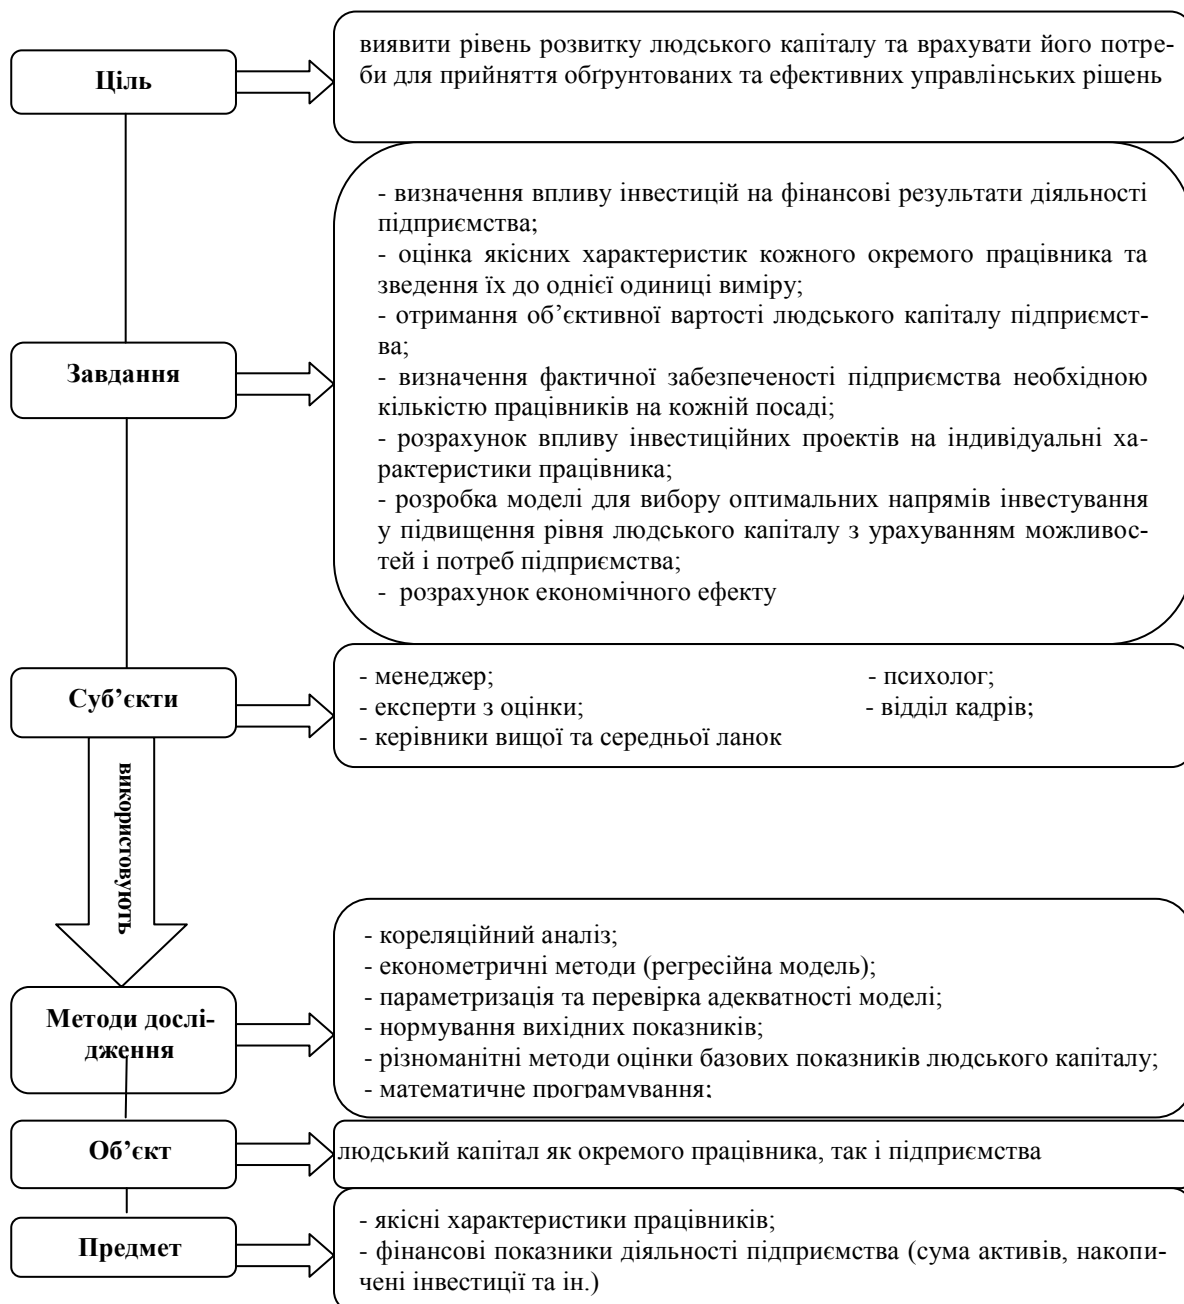 Ціль
виявити рівень розвитку людського капіталу та врахувати його потре-
би для прийняття обґрунтованих та ефективних управлінських рішень
Завдання
- визначення впливу інвестицій на фінансові результати діяльності
підприємства;
- оцінка якісних характеристик кожного окремого працівника та
зведення їх до однієї одиниці виміру;
- отримання об’єктивної вартості людського капіталу підприємст-
ва;
- визначення фактичної забезпеченості підприємства необхідною
кількістю працівників на кожній посаді;
- розрахунок впливу інвестиційних проектів на індивідуальні ха-
рактеристики працівника;
- розробка моделі для вибору оптимальних напрямів інвестування
у підвищення рівня людського капіталу з урахуванням можливос-
тей і потреб підприємства;
- розрахунок економічного ефекту
Суб’єкти
- менеджер; - психолог;
- експерти з оцінки; - відділ кадрів;
- керівники вищої та середньої ланок
використовують
Методи дослі-
дження
- кореляційний аналіз;
- економетричні методи (регресійна модель);
- параметризація та перевірка адекватності моделі;
- нормування вихідних показників;
- різноманітні методи оцінки базових показників людського капіталу;
- математичне програмування;
Об’єкт
людський капітал як окремого працівника, так і підприємства
Предмет
- якісні характеристики працівників;
- фінансові показники діяльності підприємства (сума активів, накопи-
чені інвестиції та ін.)